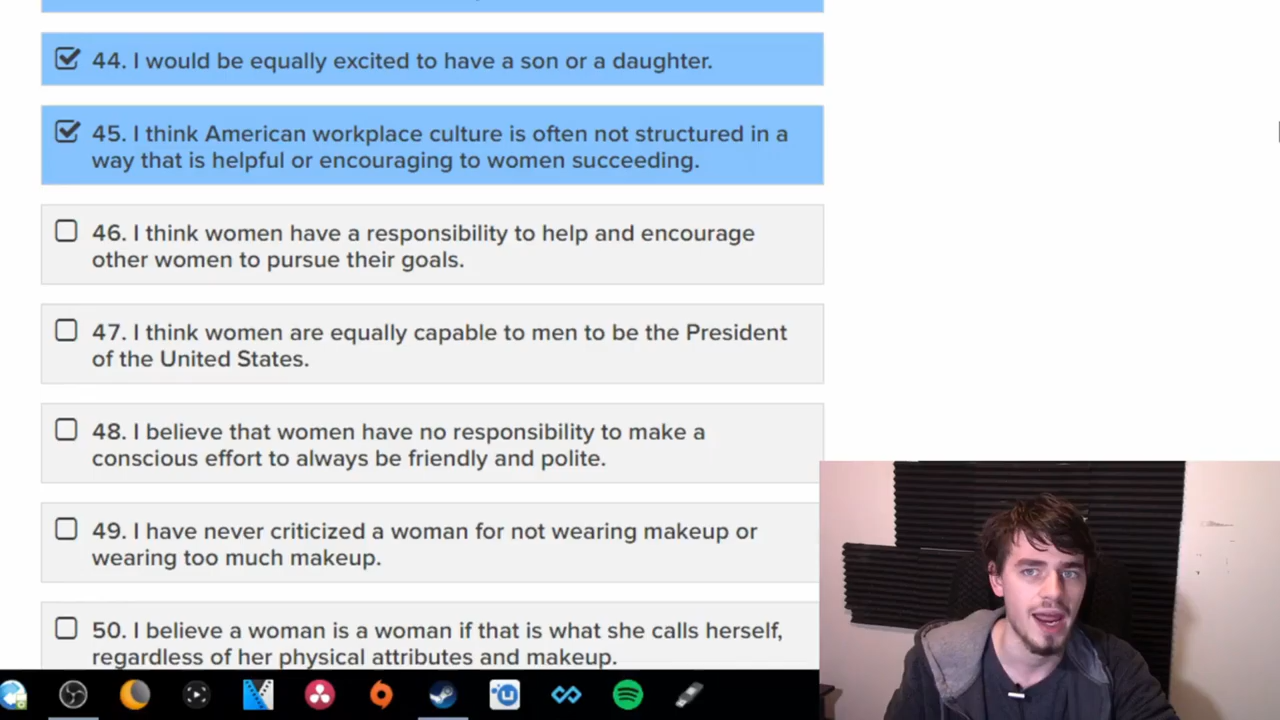 44. I would be equally excited to have a son or a daughter.
45. I think American workplace culture is often not structured in a
way that is helpful or encouraging to women succeeding.
46. I think women have a responsibility to help and encourage
other women to pursue their goals.
47. I think women are equally capable to men to be the President
of the United States.
48. I believe that women have no responsibility to make a
conscious effort to always be friendly and polite.
49. I have never criticized a woman for not wearing makeup or
wearing too much makeup.
50. I believe a woman is a woman if that is what she calls herself,
regardless of her physical attributes and makeup.